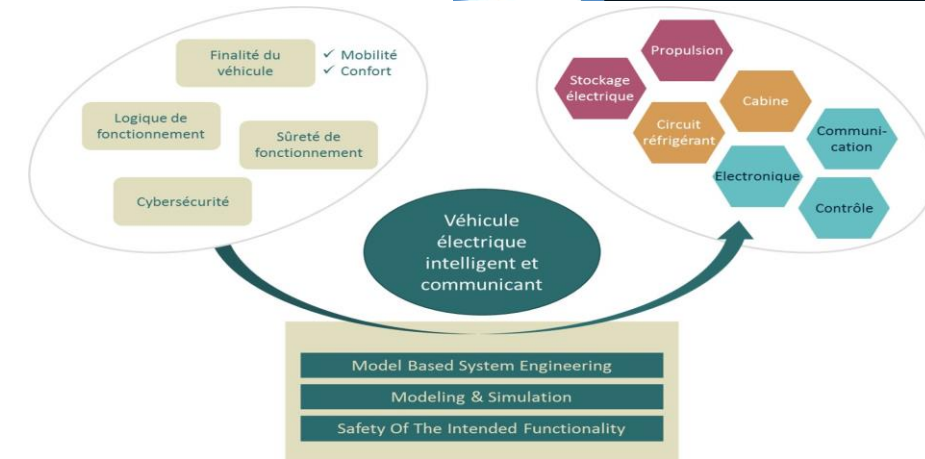 Finalité du
véhicule
✓ Mobilité
✓ Confort
Logique de
fonctionnement
Sûreté de
fonctionnement
Cybersécurité
Propulsion
Stockage
électrique
Cabine
Circuit
réfrigérant
Communi-
cation
Electronique
Contrôle
Véhicule
électrique
intelligent et
communicant
Model Based System Engineering
Modeling & Simulation
Safety Of The Intended Functionality